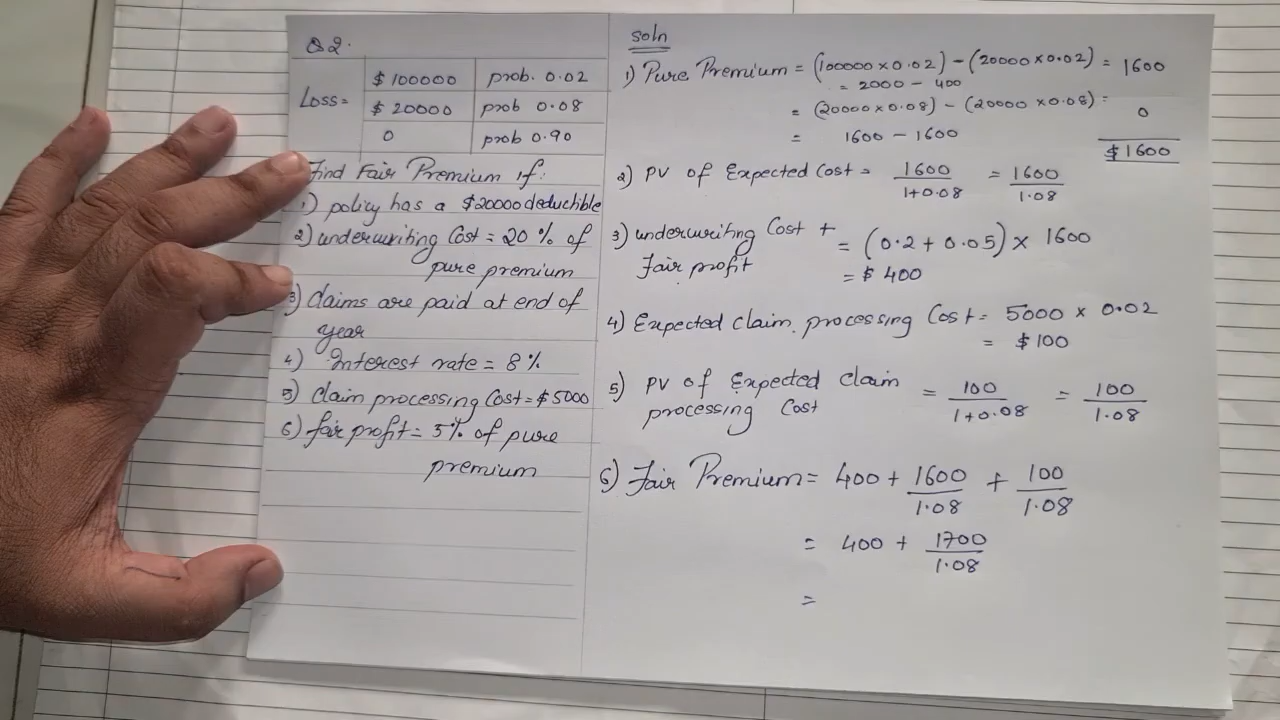 Q2.
Loss =
$ 100000 prob. 0.02
$ 20000 prob 0.08
0 prob 0.90
Find Fair Premium if:
1) policy has a $20000 deductible
2) underwriting Cost = 20% of
pure premium
3) Claims are paid at end of
year
4) Interest rate = 8%
5) Claim processing Cost = $ 5000
6) fair profit = 5% of pure
premium
soln
1) Pure Premium = (100000 x 0.02) - (20000 x 0.02) = 1600
= 2000 - 400
= (20000 x 0.08) - (20000 x 0.08) = 0
= 1600 - 1600
$ 1600
2) PV of Expected Cost = 1600/1+0.08 = 1600/1.08
3) underwriting Cost + Fair profit = (0.2 + 0.05) x 1600
= $ 400
4) Expected claim processing Cost = 5000 x 0.02
= $ 100
5) PV of Expected claim processing Cost = 100/1+0.08 = 100/1.08
6) Fair Premium = 400 + 1600/1.08 + 100/1.08
= 400 + 1700/1.08
=